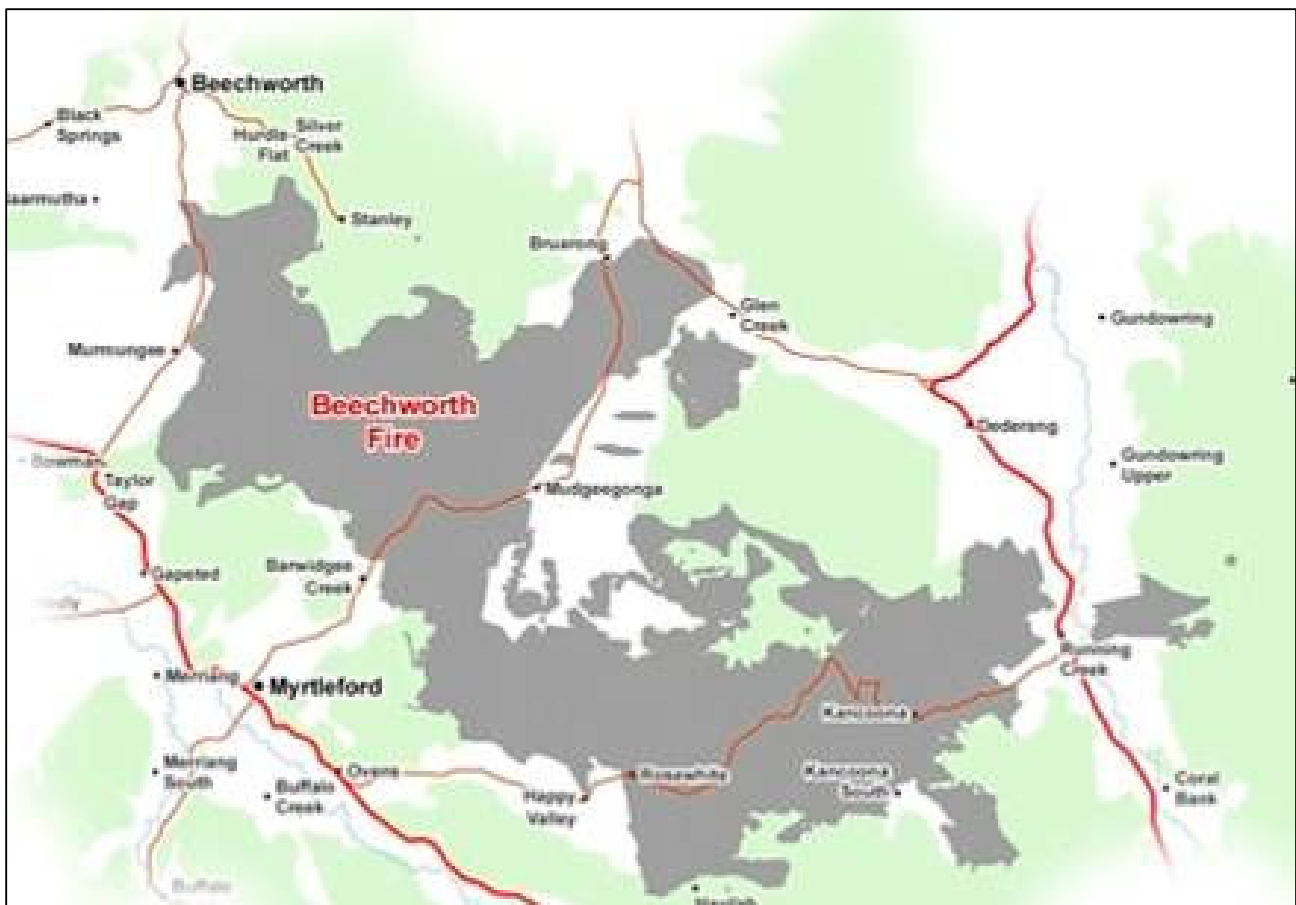 Beechworth
Black
Springs
Hurdle
Flat
Silver
Creek
Stanley
Bruarong
Glen
Creek
Gundowring
Murmungee
Beechworth
Fire
Dederang
Bowman
Taylor
Gap
Gundowring
Upper
Mudgeegonga
Gapsted
Barwidgee
Creek
Running
Creek
Merriang
Myrtleford
Kancoona
Merriang
South
Ovens
Buffalo
Creek
Happy
Valley
Rosewhite
Kancoona
South
Coral
Bank
Buffalo